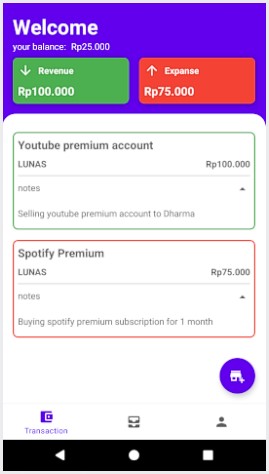 Welcome
your balance: Rp25.000
Revenue
Expanse
Rp100.000
Rp75.000
Youtube premium account
LUNAS Rp100.000
notes
Selling youtube premium account to Dharma
Spotify Premium
LUNAS Rp75.000
notes
Buying spotify premium subscription for 1 month
Transaction